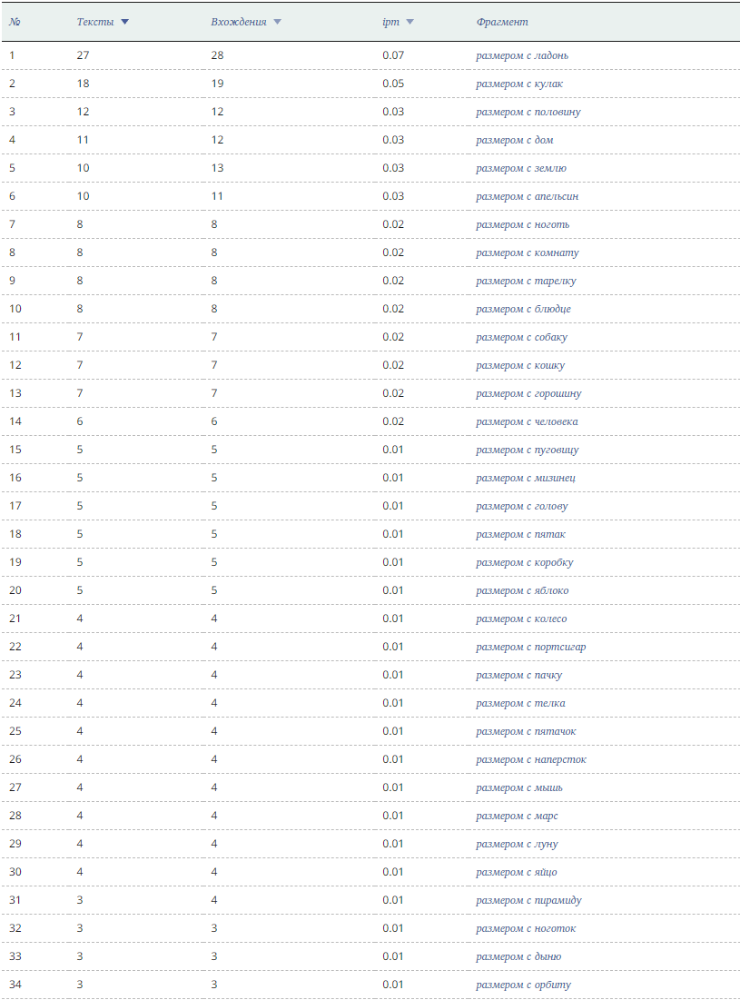 № Тексты Вхождения ipm Фрагмент
1 27 28 0.07 размером с ладонь
2 18 19 0.05 размером с кулак
3 12 12 0.03 размером с половину
4 11 12 0.03 размером с дом
5 10 13 0.03 размером с землю
6 10 11 0.03 размером с апельсин
7 8 8 0.02 размером с ноготь
8 8 8 0.02 размером с комнату
9 8 8 0.02 размером с тарелку
10 8 8 0.02 размером с блюдце
11 7 7 0.02 размером с собаку
12 7 7 0.02 размером с кошку
13 7 7 0.02 размером с горошину
14 6 6 0.02 размером с человека
15 5 5 0.01 размером с пуговицу
16 5 5 0.01 размером с мизинец
17 5 5 0.01 размером с голову
18 5 5 0.01 размером с пятак
19 5 5 0.01 размером с коробку
20 5 5 0.01 размером с яблоко
21 4 4 0.01 размером с колесо
22 4 4 0.01 размером с портсигар
23 4 4 0.01 размером с пачку
24 4 4 0.01 размером с телка
25 4 4 0.01 размером с пятачок
26 4 4 0.01 размером с наперсток
27 4 4 0.01 размером с мышь
28 4 4 0.01 размером с марс
29 4 4 0.01 размером с луну
30 4 4 0.01 размером с яйцо
31 3 4 0.01 размером с пирамиду
32 3 3 0.01 размером с ноготок
33 3 3 0.01 размером с дыню
34 3 3 0.01 размером с орбиту